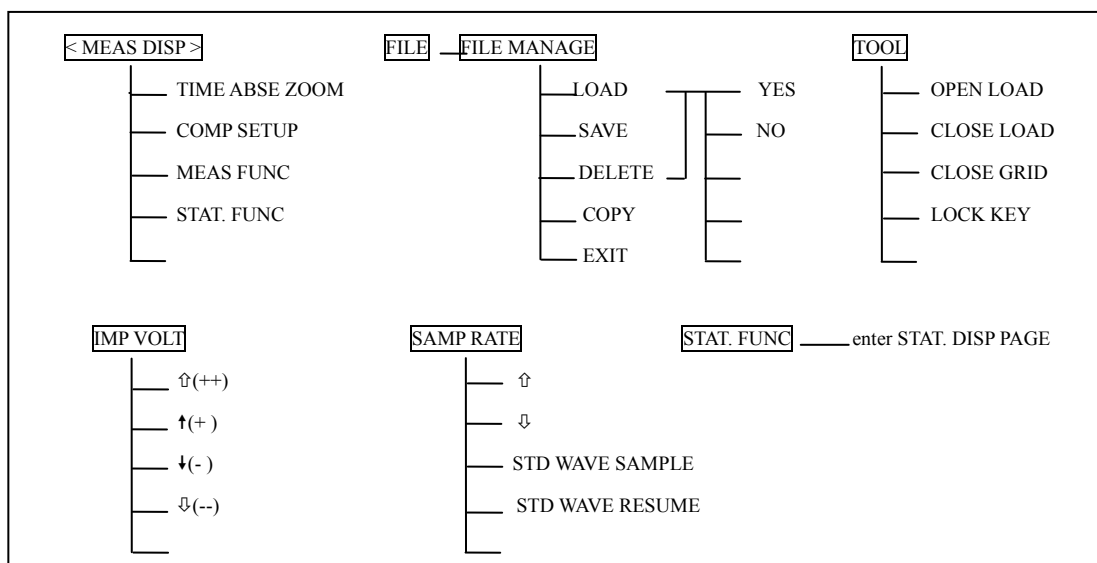 < MEAS DISP >
TIME ABSE ZOOM
COMP SETUP
MEAS FUNC
STAT. FUNC
FILE
FILE MANAGE
LOAD
SAVE
DELETE
COPY
EXIT
YES
NO
TOOL
OPEN LOAD
CLOSE LOAD
CLOSE GRID
LOCK KEY
IMP VOLT
⇧(++)
↑(+ )
↓(- )
⇩(--)
SAMP RATE
⇧
⇩
STD WAVE SAMPLE
STD WAVE RESUME
STAT. FUNC
enter STAT. DISP PAGE